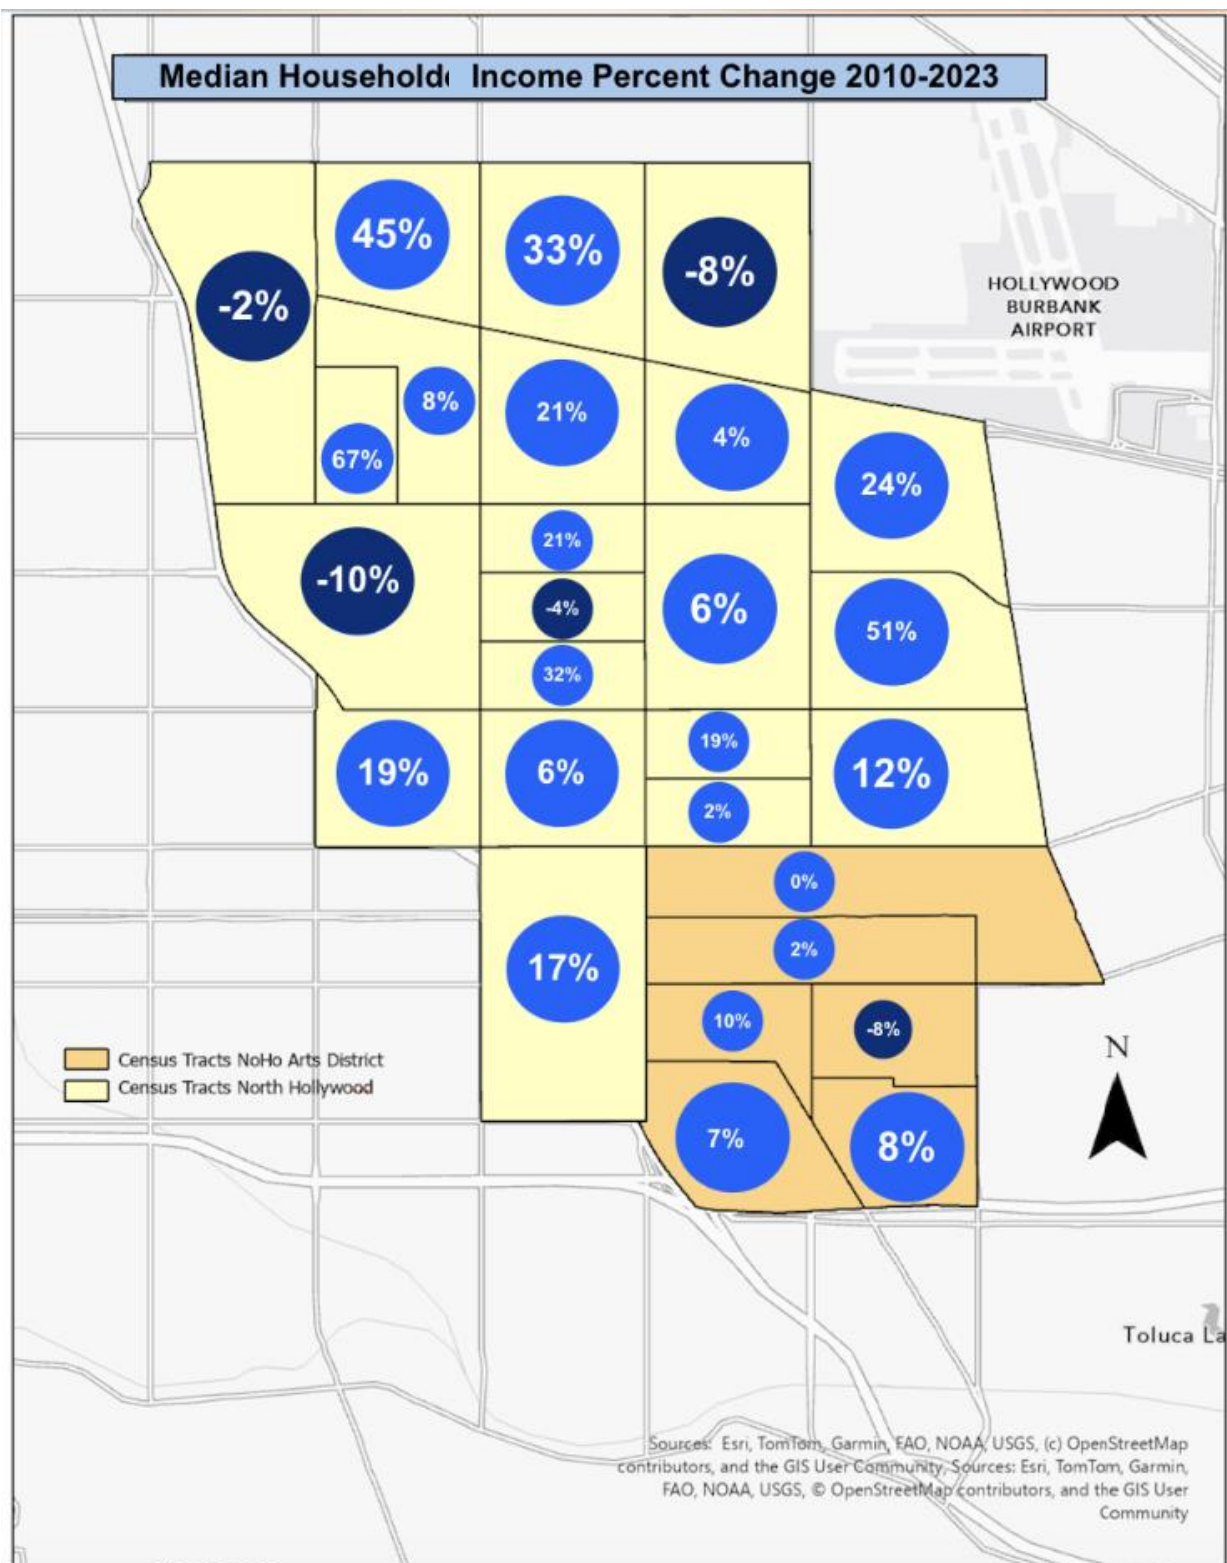 Median Household Income Percent Change 2010-2023
45%
33%
-8%
-2%
HOLLYWOOD
BURBANK
AIRPORT
8%
21%
4%
67%
24%
21%
-10%
-4%
6%
51%
32%
19%
6%
19%
12%
2%
0%
2%
17%
10%
-8%
7%
8%
Census Tracts NoHo Arts District
Census Tracts North Hollywood
N
Toluca La
Sources: Esri, TomTom, Garmin, FAO, NOAA, USGS, (c) OpenStreetMap
contributors, and the GIS User Community, Sources: Esri, TomTom, Garmin,
FAO, NOAA, USGS, © OpenStreetMap contributors, and the GIS User
Community